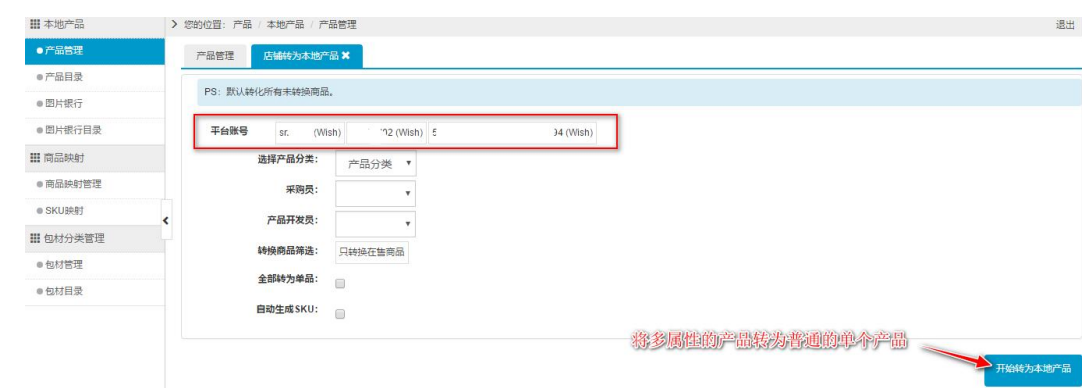 本地产品
您的位置: 产品 / 本地产品 / 产品管理
退出
产品管理
产品目录
图片银行
图片银行目录
商品映射
商品映射管理
SKU映射
包材分类管理
包材管理
包材目录
产品管理
店铺转为本地产品
PS: 默认转化所有未转换商品。
平台账号 sr. (Wish) 02 (Wish) 5 94 (Wish)
选择产品分类: 产品分类
采购员:
产品开发员:
转换商品筛选: 只转换在售商品
全部转为单品:
自动生成SKU:
将多属性的产品转为普通的单个产品
开始转为本地产品